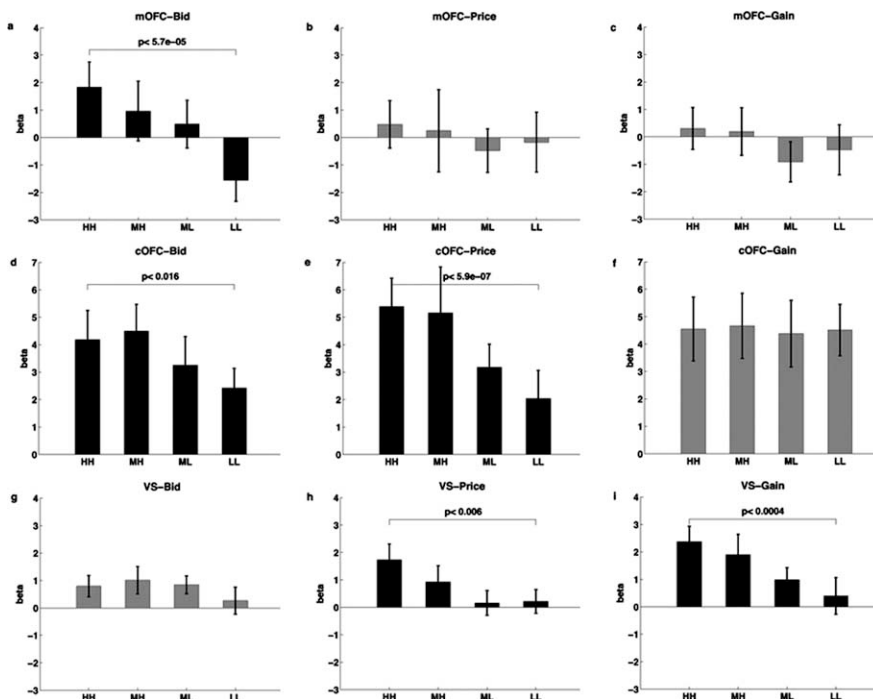 mOFC–Bid
mOFC–Price
mOFC–Gain
a
b
c
4
3
2
1
0
−1
−2
−3
beta
p< 5.7e−05
HH
MH
ML
LL
4
3
2
1
0
−1
−2
−3
beta
HH
MH
ML
LL
4
3
2
1
0
−1
−2
−3
beta
HH
MH
ML
LL
cOFC–Bid
cOFC–Price
cOFC–Gain
d
e
f
7
6
5
4
3
2
1
0
beta
p< 0.016
HH
MH
ML
LL
7
6
5
4
3
2
1
0
beta
p< 5.9e−07
HH
MH
ML
LL
7
6
5
4
3
2
1
0
beta
HH
MH
ML
LL
VS–Bid
VS–Price
VS–Gain
g
h
i
4
3
2
1
0
−1
−2
−3
beta
HH
MH
ML
LL
4
3
2
1
0
−1
−2
−3
beta
p< 0.006
HH
MH
ML
LL
4
3
2
1
0
−1
−2
−3
beta
p< 0.0004
HH
MH
ML
LL